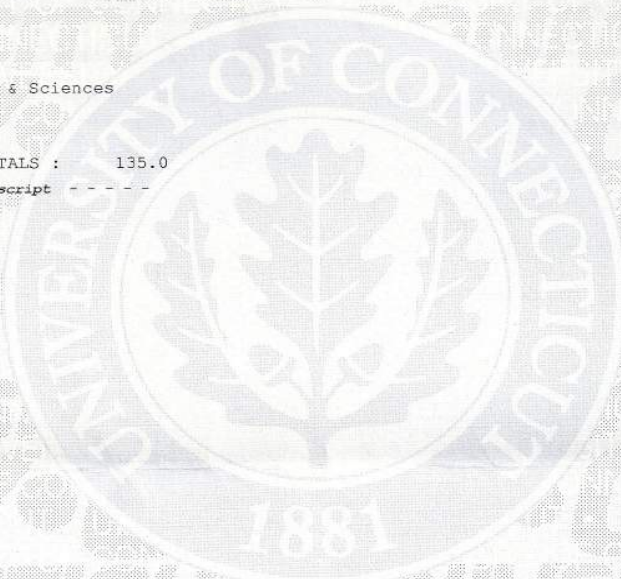 & Sciences
TALS : 135.0
script - - - - -
UNIVERSITY OF CONNECTICUT
1881